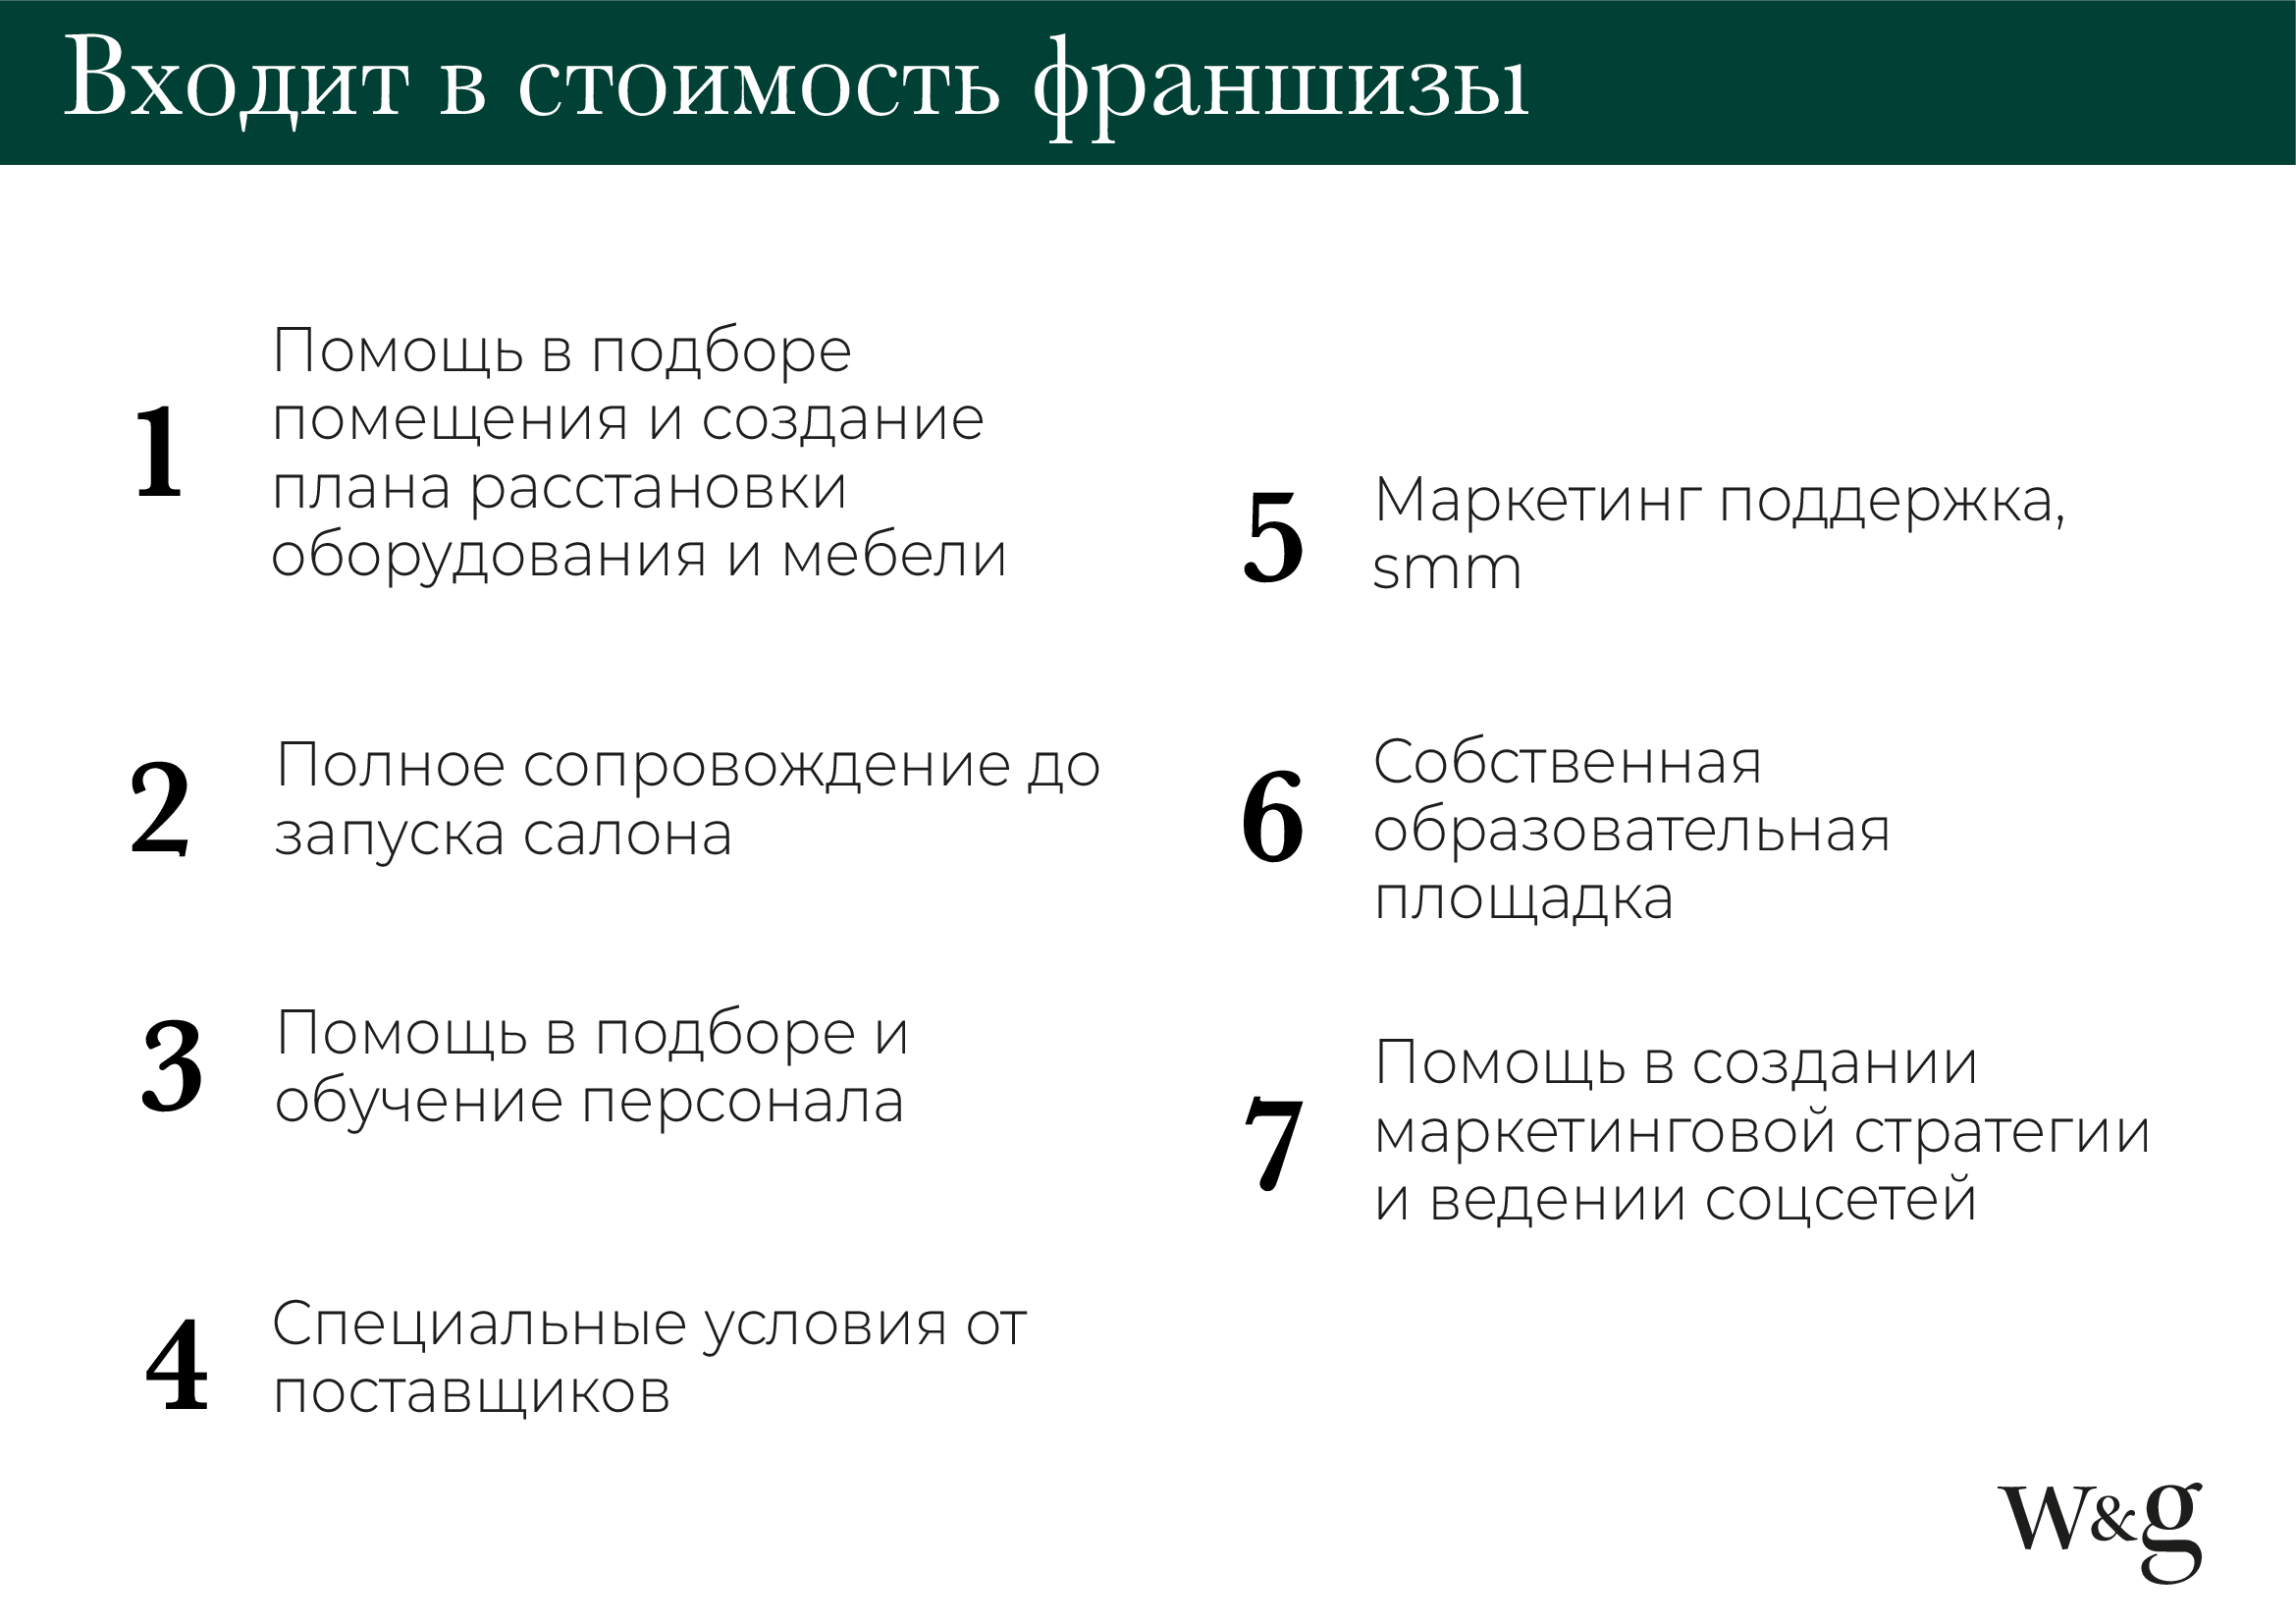 Входит в стоимость франшизы
1
Помощь в подборе
помещения и создание
плана расстановки
оборудования и мебели
2
Полное сопровождение до
запуска салона
3
Помощь в подборе и
обучение персонала
4
Специальные условия от
поставщиков
5
Маркетинг поддержка,
smm
6
Собственная
образовательная
площадка
7
Помощь в создании
маркетинговой стратегии
и ведении соцсетей
w&g